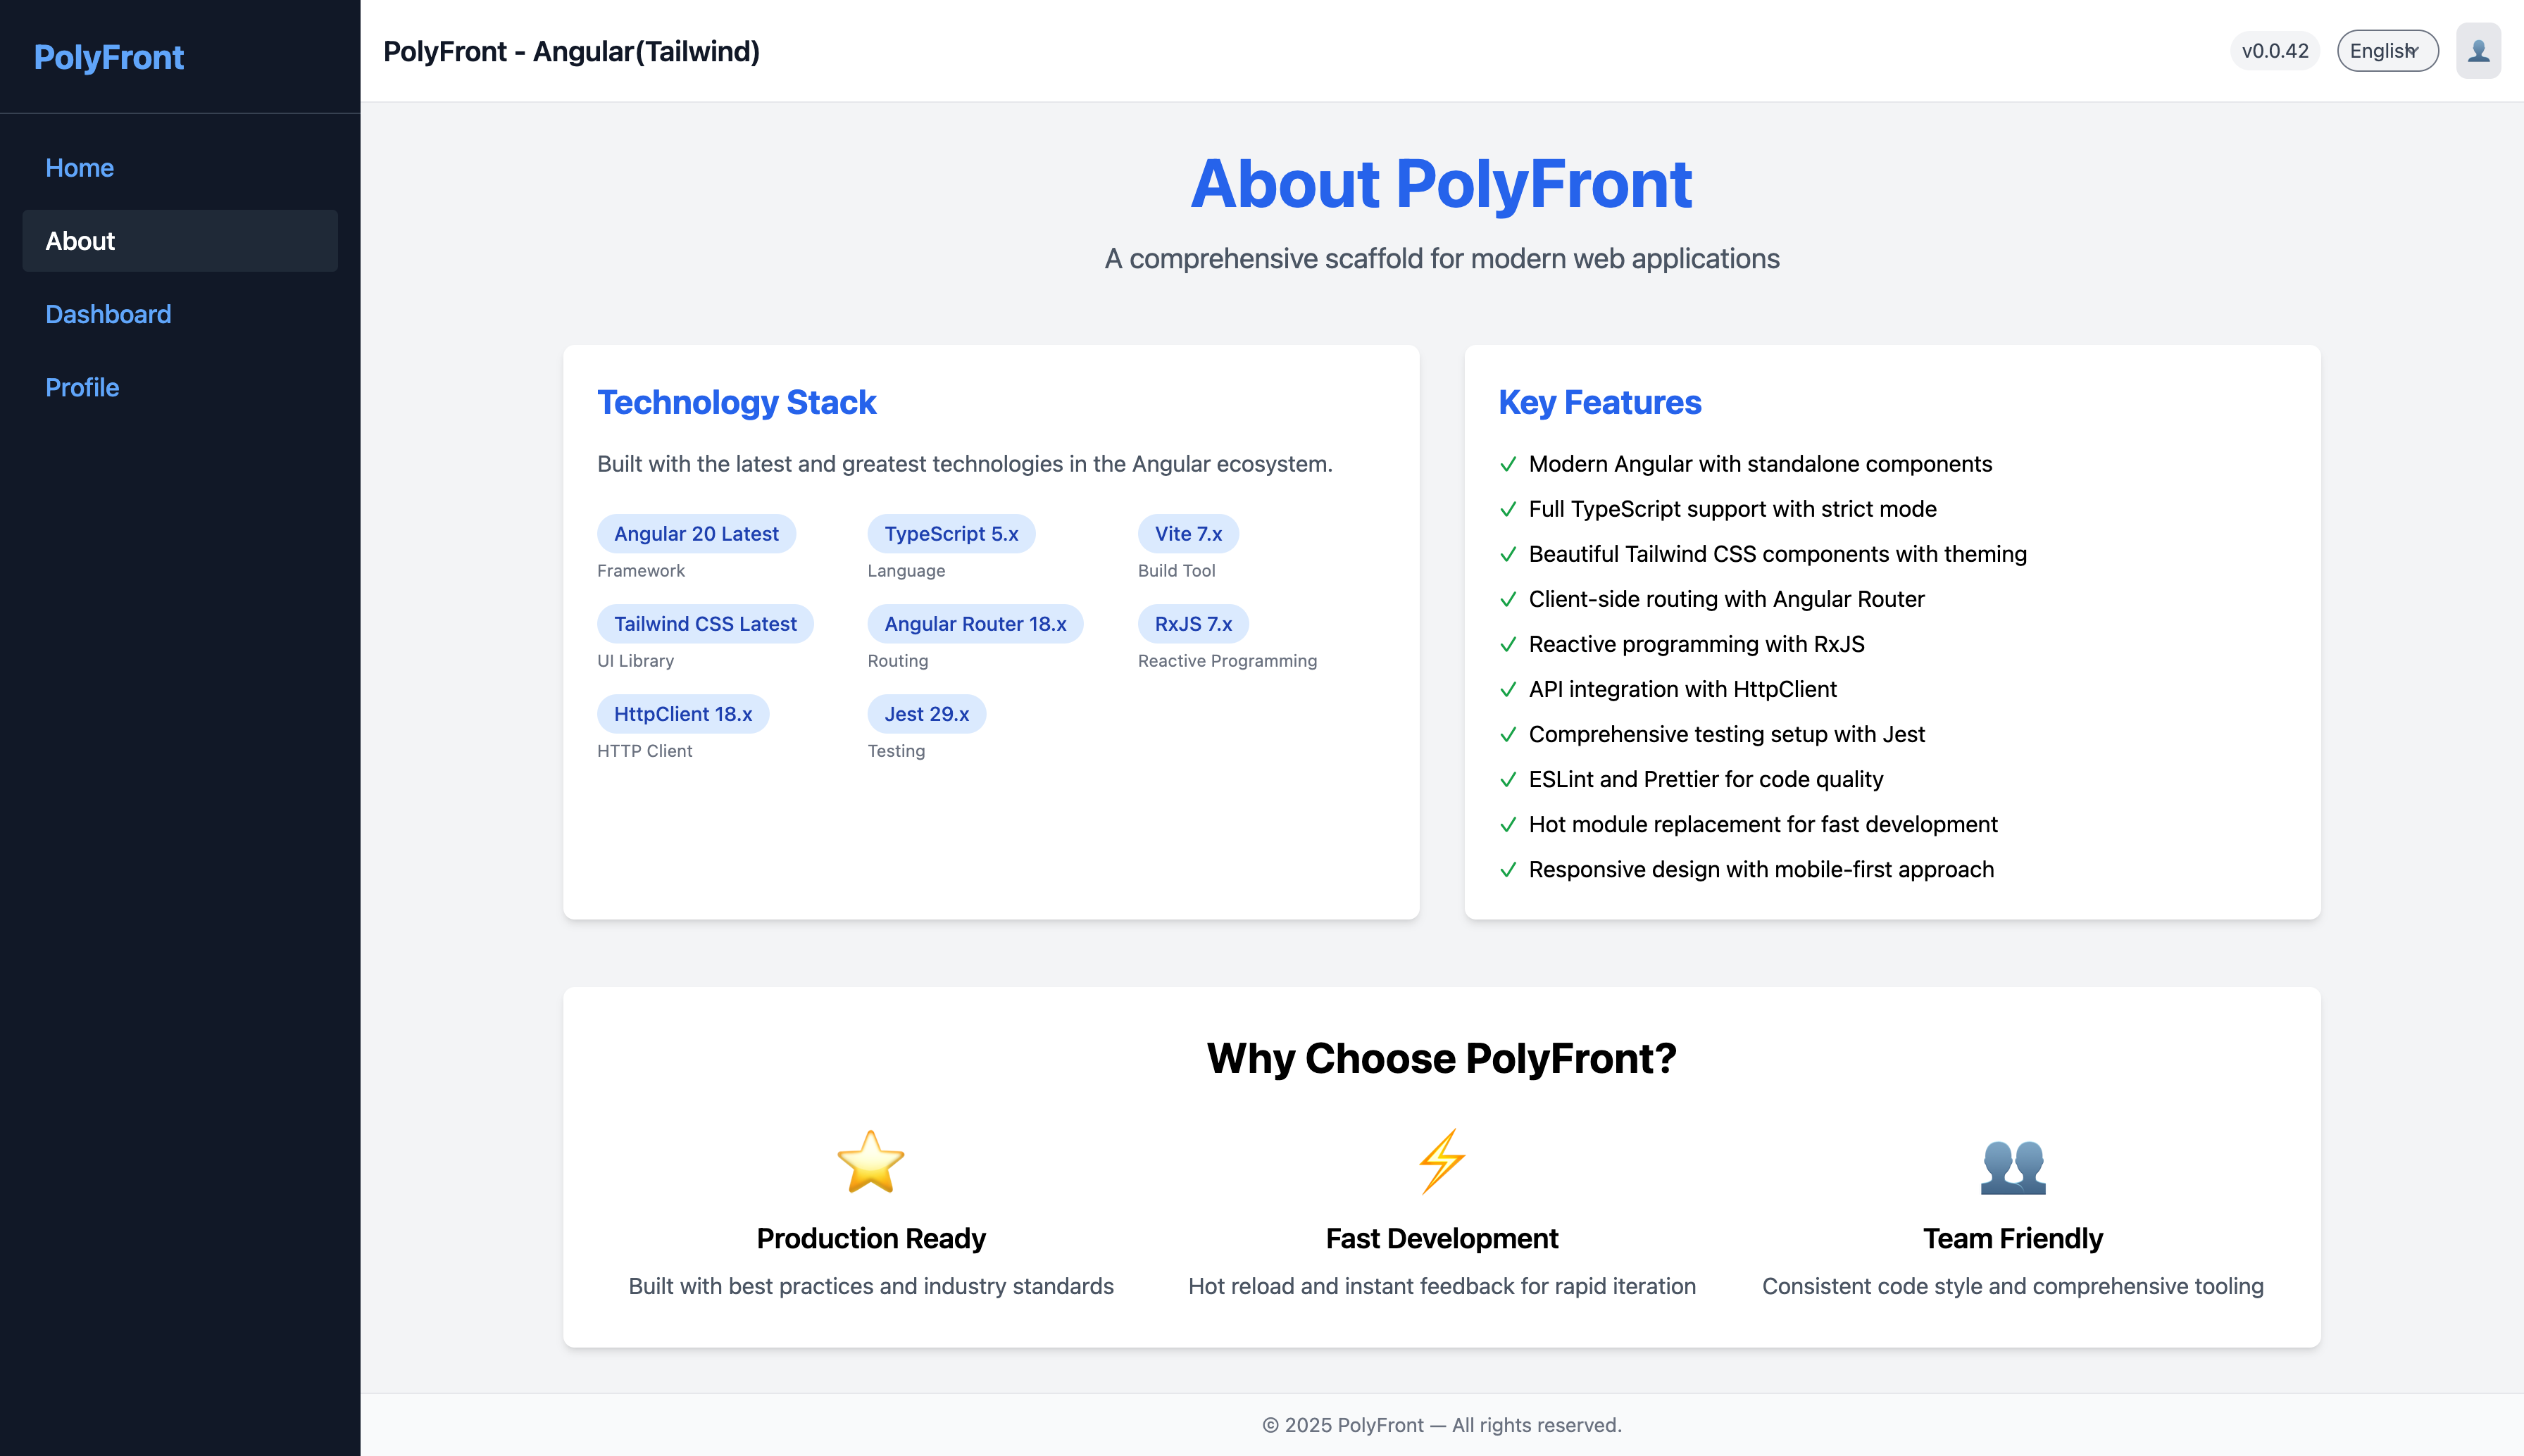 PolyFront
Home
About
Dashboard
Profile
PolyFront - Angular(Tailwind)
v0.0.42
English
About PolyFront
A comprehensive scaffold for modern web applications
Technology Stack
Built with the latest and greatest technologies in the Angular ecosystem.
Angular 20 Latest
Framework
TypeScript 5.x
Language
Vite 7.x
Build Tool
Tailwind CSS Latest
UI Library
Angular Router 18.x
Routing
RxJS 7.x
Reactive Programming
HttpClient 18.x
HTTP Client
Jest 29.x
Testing
Key Features
✓ Modern Angular with standalone components
✓ Full TypeScript support with strict mode
✓ Beautiful Tailwind CSS components with theming
✓ Client-side routing with Angular Router
✓ Reactive programming with RxJS
✓ API integration with HttpClient
✓ Comprehensive testing setup with Jest
✓ ESLint and Prettier for code quality
✓ Hot module replacement for fast development
✓ Responsive design with mobile-first approach
Why Choose PolyFront?
Production Ready
Built with best practices and industry standards
Fast Development
Hot reload and instant feedback for rapid iteration
Team Friendly
Consistent code style and comprehensive tooling
© 2025 PolyFront — All rights reserved.